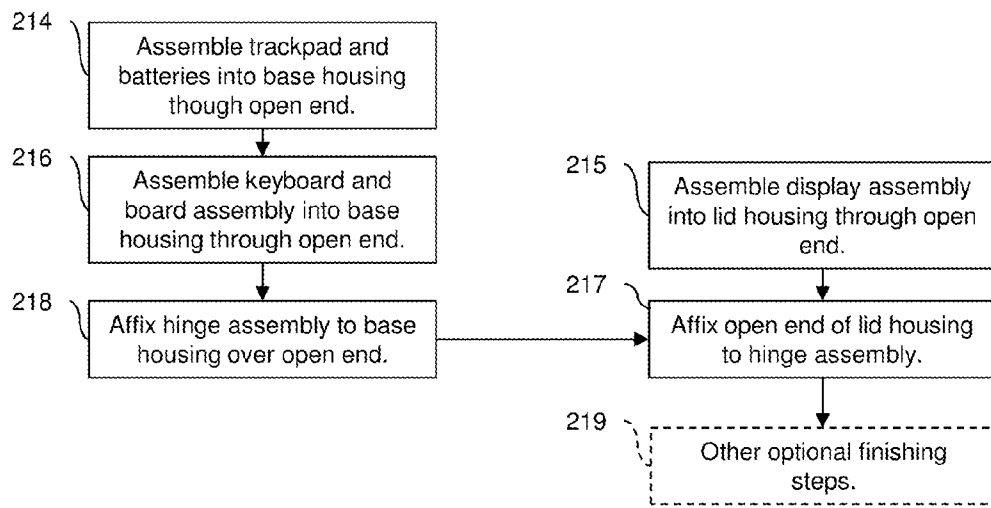 214
Assemble trackpad and
batteries into base housing
though open end.
216
Assemble keyboard and
board assembly into base
housing through open end.
218
Affix hinge assembly to base
housing over open end.
215
Assemble display assembly
into lid housing through open
end.
217
Affix open end of lid housing
to hinge assembly.
219
Other optional finishing
steps.